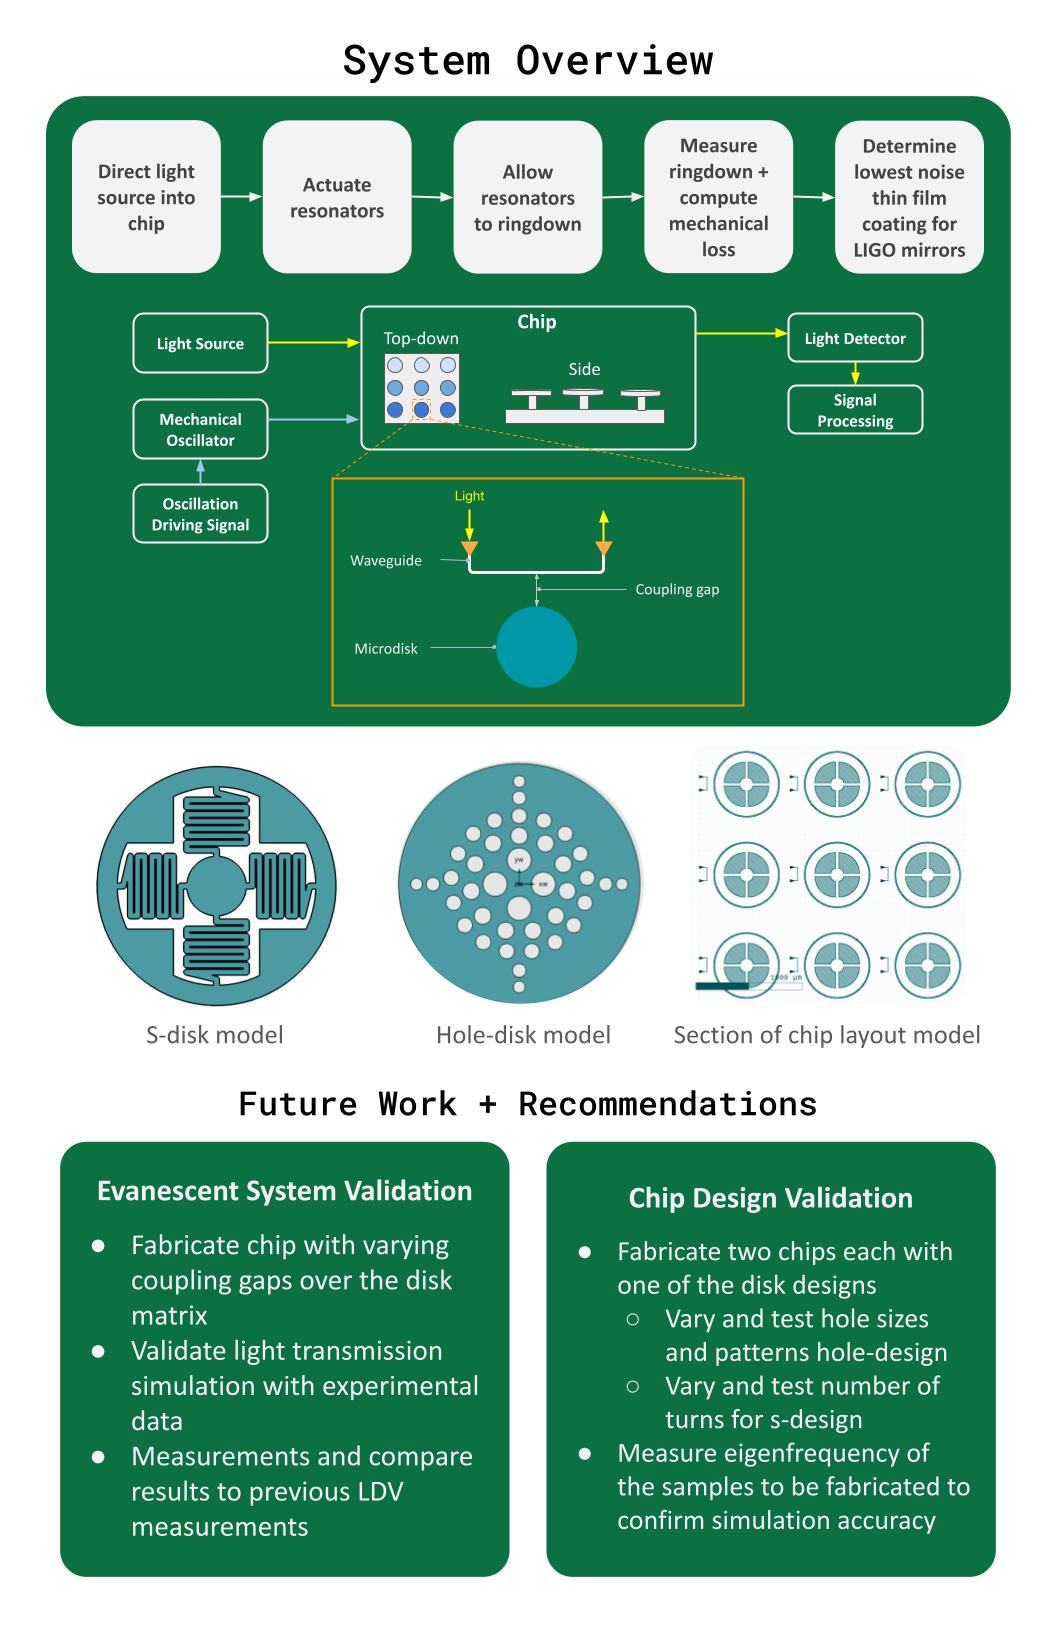 System Overview
Direct light
source into
chip
Actuate
resonators
Allow
resonators
to ringdown
Measure
ringdown +
compute
mechanical
loss
Determine
lowest noise
thin film
coating for
LIGO mirrors
Light Source
Mechanical
Oscillator
Oscillation
Driving Signal
Chip
Top-down
Side
Light Detector
Signal
Processing
Light
Waveguide
Coupling gap
Microdisk
yw
xw
1000 μm
S-disk model
Hole-disk model
Section of chip layout model
Future Work + Recommendations
Evanescent System Validation
● Fabricate chip with varying
coupling gaps over the disk
matrix
● Validate light transmission
simulation with experimental
data
● Measurements and compare
results to previous LDV
measurements
Chip Design Validation
● Fabricate two chips each with
one of the disk designs
○ Vary and test hole sizes
and patterns hole-design
○ Vary and test number of
turns for s-design
● Measure eigenfrequency of
the samples to be fabricated to
confirm simulation accuracy